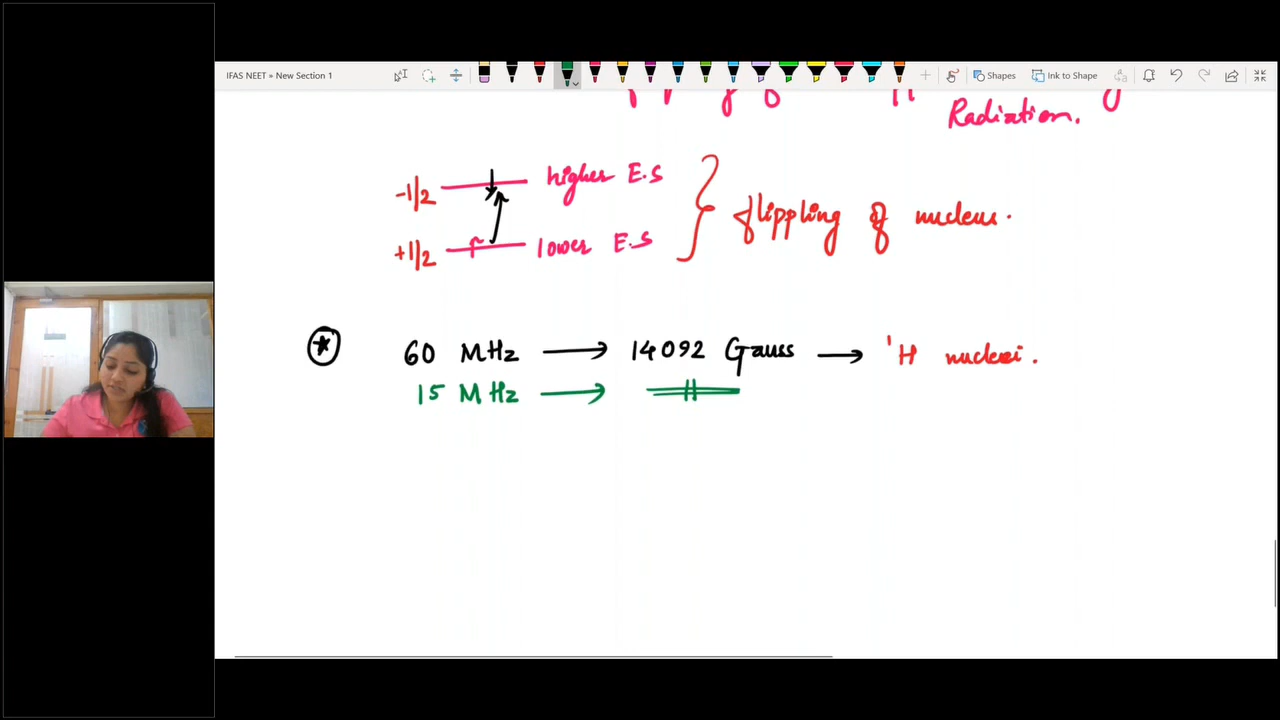 IFAS NEET » New Section 1
Shapes
Ink to Shape
Radiation.
-1/2 higher E.S
flippling of nucleus.
+1/2 lower E.S
* 60 MHz → 14092 Gauss → ¹H nuclei.
15 MHz →